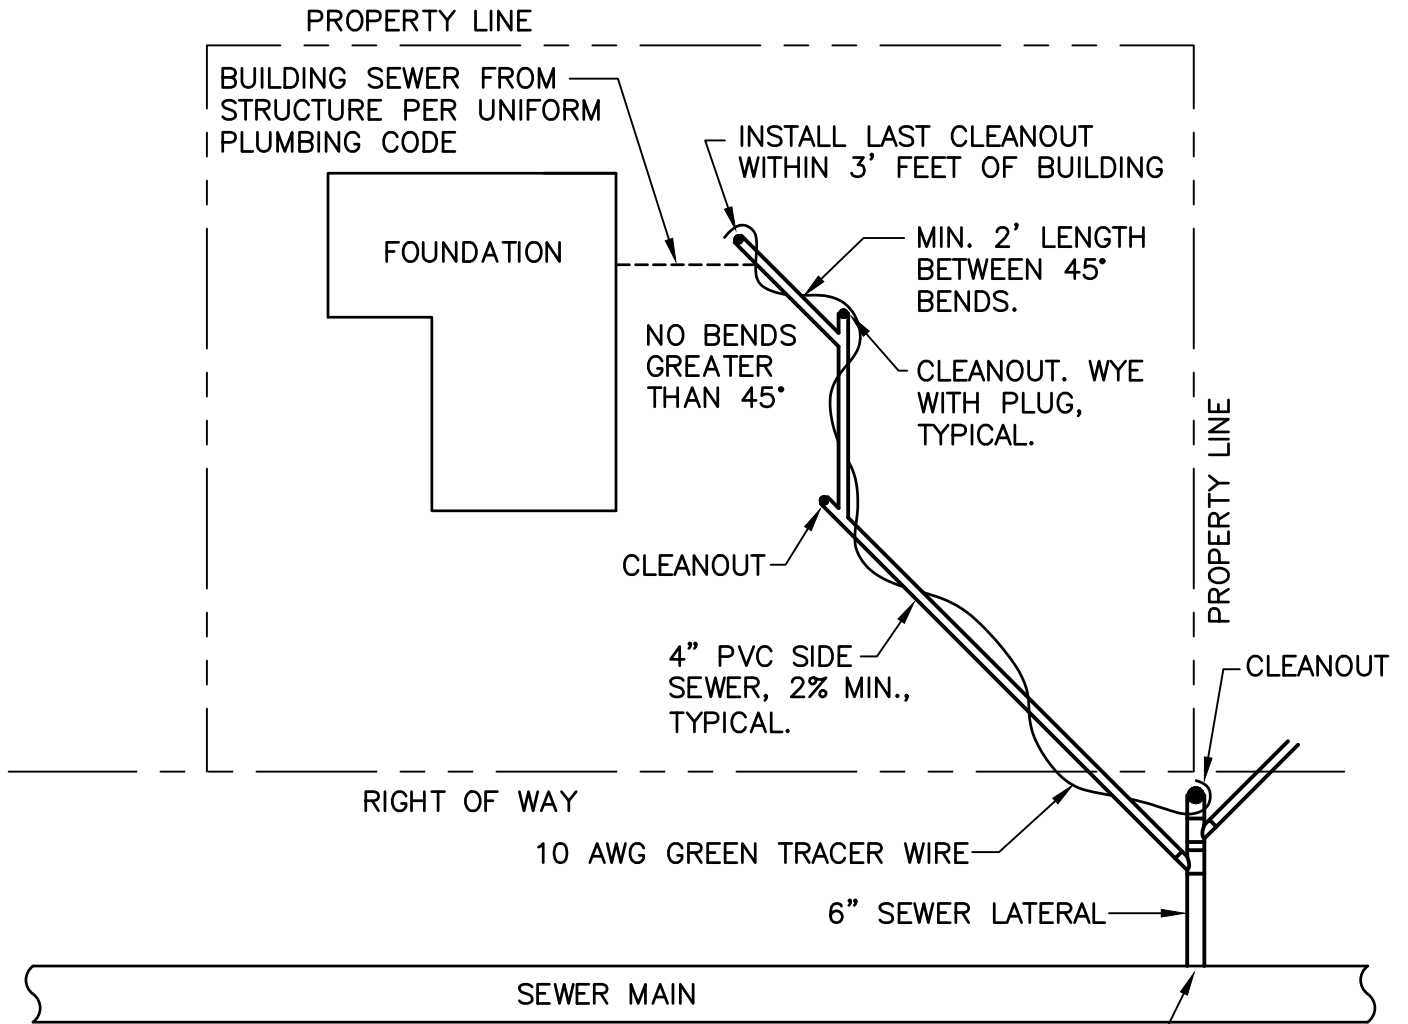 PROPERTY LINE
BUILDING SEWER FROM
STRUCTURE PER UNIFORM
PLUMBING CODE
INSTALL LAST CLEANOUT
WITHIN 3' FEET OF BUILDING
FOUNDATION
MIN. 2' LENGTH
BETWEEN 45°
BENDS.
NO BENDS
GREATER
THAN 45°
CLEANOUT. WYE
WITH PLUG,
TYPICAL.
PROPERTY LINE
CLEANOUT
4" PVC SIDE
SEWER, 2% MIN.,
TYPICAL.
CLEANOUT
RIGHT OF WAY
10 AWG GREEN TRACER WIRE
6" SEWER LATERAL
SEWER MAIN